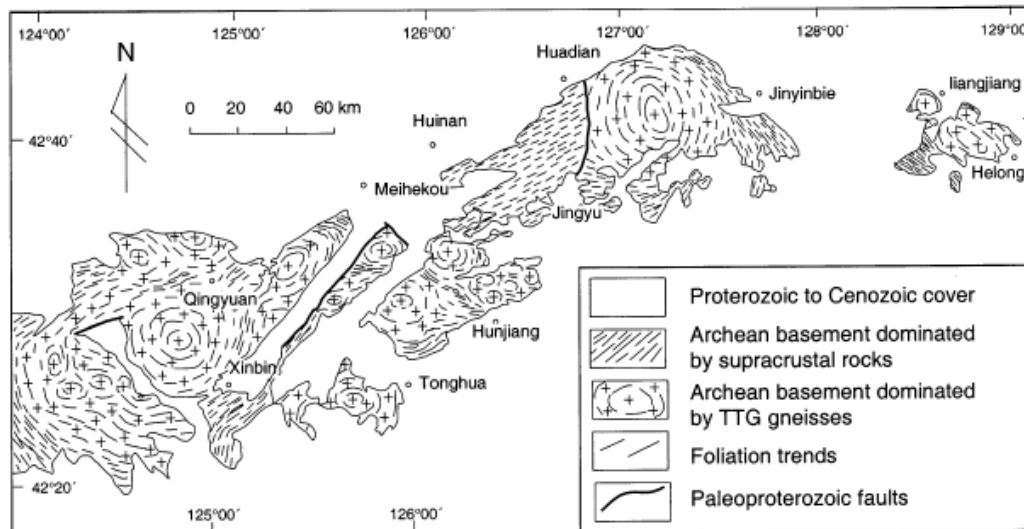 124°00´ 125°00´ 126°00´ 127°00´ 128°00´ 129°00´
N
Huadian
0 20 40 60 km
Jinyinbie
liangjiang
Huinan
42°40´
Helong
Meihekou
Jingyu
Qingyuan
Hunjiang
Xinbin
Tonghua
42°20´
125°00´ 126°00´
Proterozoic to Cenozoic cover
Archean basement dominated
by supracrustal rocks
Archean basement dominated
by TTG gneisses
Foliation trends
Paleoproterozoic faults